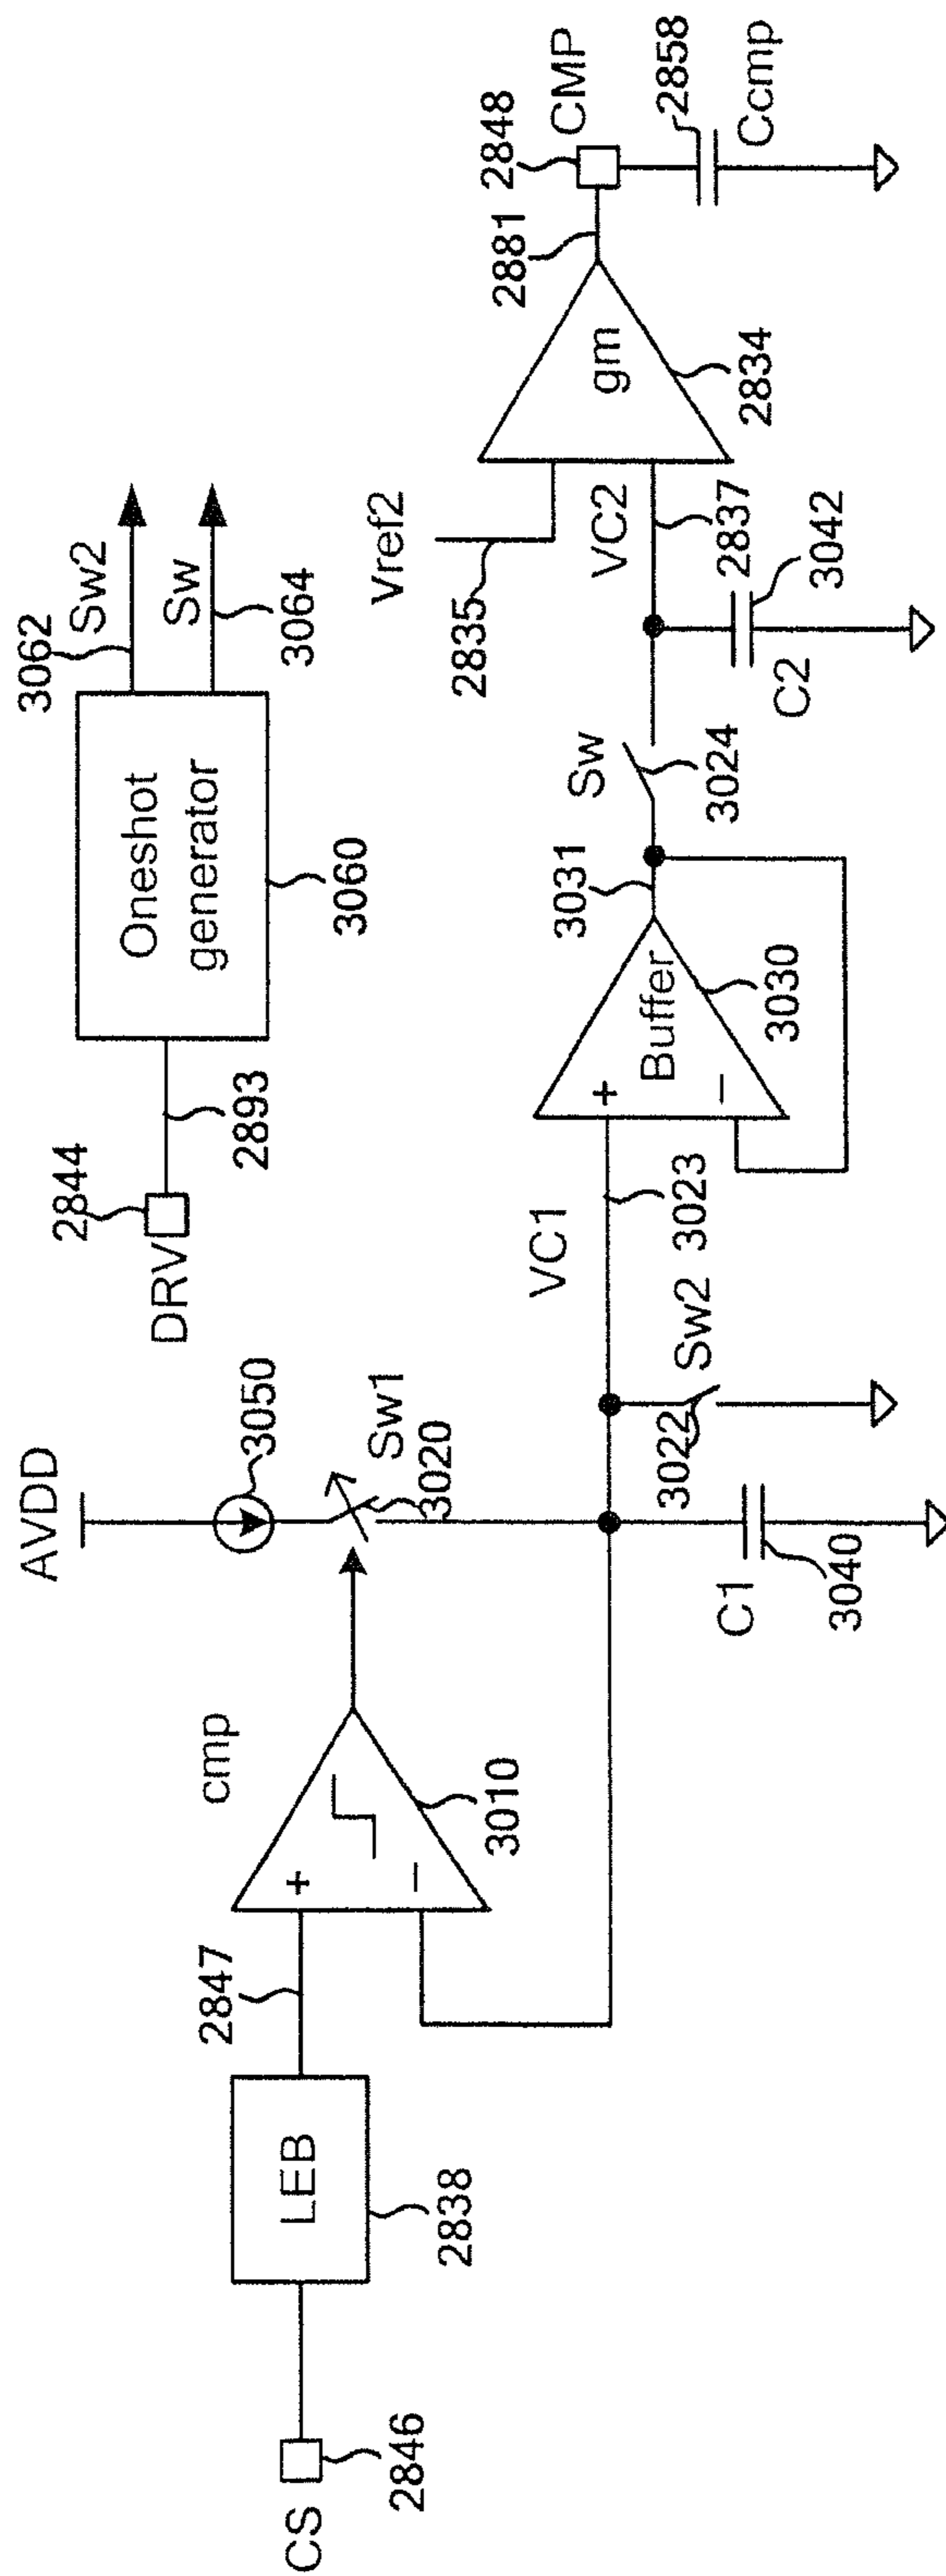 2844
DRV
2893
Oneshot
generator
3060
3062
Sw2
Sw
3064
CS
2846
LEB
2838
2847
cmp
+
−
3010
AVDD
3050
Sw1
3020
C1
3040
VC1
3023
Sw2
3022
+
−
Buffer
3030
3031
Sw
3024
C2
3042
Vref2
2835
VC2
2837
gm
2834
2881
2848
CMP
2858
Ccmp